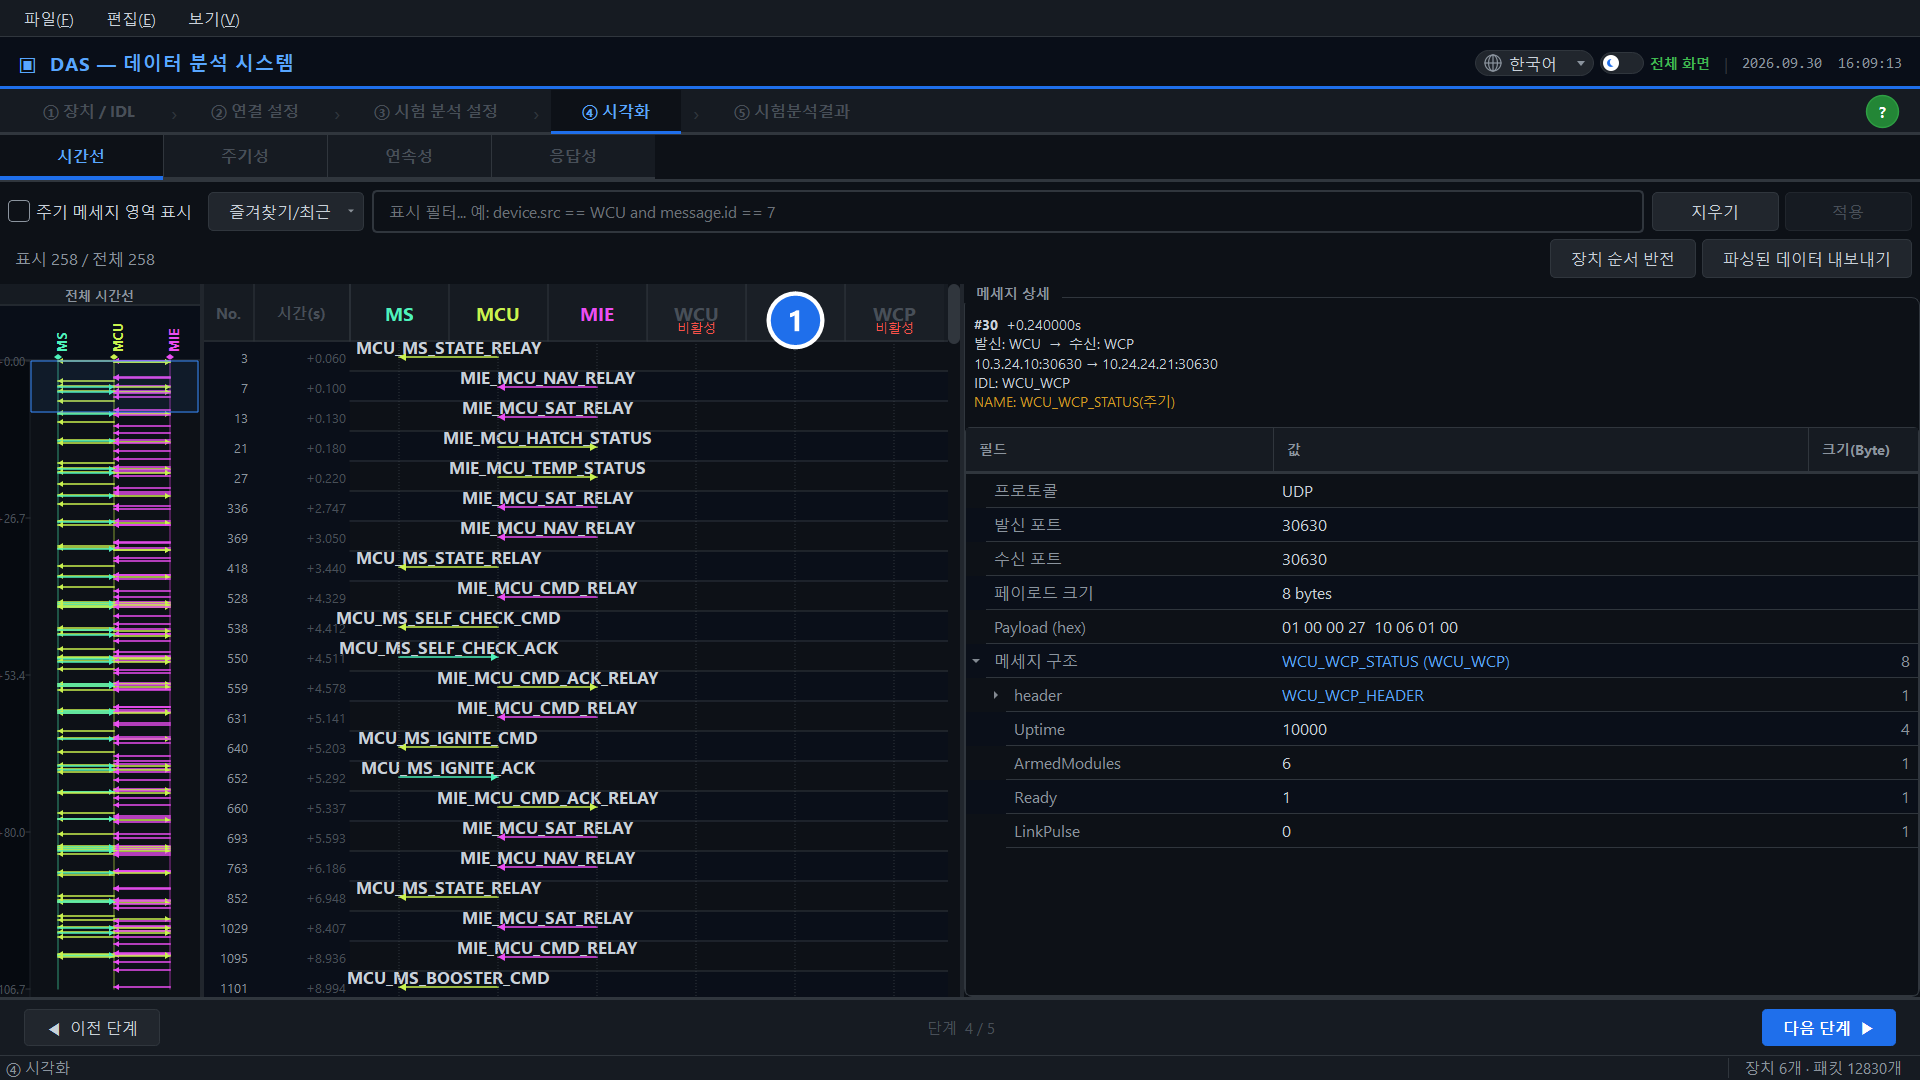 파일(F) 편집(E) 보기(V)
DAS — 데이터 분석 시스템
한국어 전체 화면 2026.09.30 16:09:13
① 장치 / IDL › ② 연결 설정 › ③ 시험 분석 설정 › ④ 시각화 › ⑤ 시험분석결과 ?
시간선 주기성 연속성 응답성
주기 메세지 영역 표시 즐겨찾기/최근 표시 필터... 예: device.src == WCU and message.id == 7 지우기 적용
표시 258 / 전체 258 장치 순서 반전 파싱된 데이터 내보내기
전체 시간선
MS MCU MIE
0.00
26.7
53.4
80.0
106.7
No. 시간(s) MS MCU MIE WCU 비활성 1 WCP 비활성
3 +0.060 MCU_MS_STATE_RELAY
7 +0.100 MIE_MCU_NAV_RELAY
13 +0.130 MIE_MCU_SAT_RELAY
21 +0.180 MIE_MCU_HATCH_STATUS
27 +0.220 MIE_MCU_TEMP_STATUS
336 +2.747 MIE_MCU_SAT_RELAY
369 +3.050 MIE_MCU_NAV_RELAY
418 +3.440 MCU_MS_STATE_RELAY
528 +4.329 MIE_MCU_CMD_RELAY
538 +4.412 MCU_MS_SELF_CHECK_CMD
550 +4.511 MCU_MS_SELF_CHECK_ACK
559 +4.578 MIE_MCU_CMD_ACK_RELAY
631 +5.141 MIE_MCU_CMD_RELAY
640 +5.203 MCU_MS_IGNITE_CMD
652 +5.292 MCU_MS_IGNITE_ACK
660 +5.337 MIE_MCU_CMD_ACK_RELAY
693 +5.593 MIE_MCU_SAT_RELAY
763 +6.186 MIE_MCU_NAV_RELAY
852 +6.948 MCU_MS_STATE_RELAY
1029 +8.407 MIE_MCU_SAT_RELAY
1095 +8.936 MIE_MCU_CMD_RELAY
1101 +8.994 MCU_MS_BOOSTER_CMD
메세지 상세
#30 +0.240000s
발신: WCU → 수신: WCP
10.3.24.10:30630 → 10.24.24.21:30630
IDL: WCU_WCP
NAME: WCU_WCP_STATUS(주기)
필드 값 크기(Byte)
프로토콜 UDP
발신 포트 30630
수신 포트 30630
페이로드 크기 8 bytes
Payload (hex) 01 00 00 27 10 06 01 00
메세지 구조 WCU_WCP_STATUS (WCU_WCP) 8
header WCU_WCP_HEADER 1
Uptime 10000 4
ArmedModules 6 1
Ready 1 1
LinkPulse 0 1
◀ 이전 단계 단계 4 / 5 다음 단계 ▶
④ 시각화 장치 6개 · 패킷 12830개